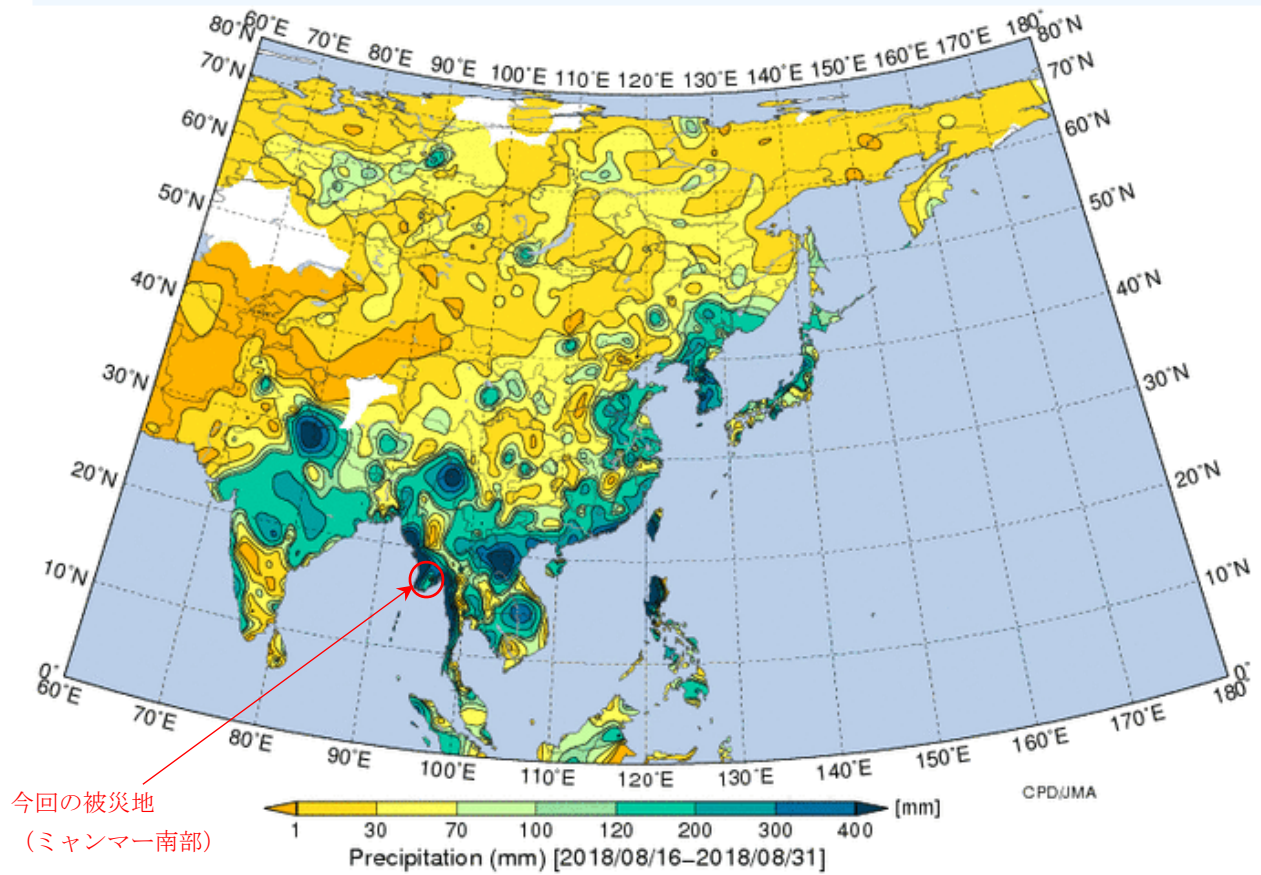 60°E 70°E 80°E 90°E 100°E 110°E 120°E 130°E 140°E 150°E 160°E 170°E 180°
80°N 80°N
70°N 70°N
60°N 60°N
50°N 50°N
40°N 40°N
30°N 30°N
20°N 20°N
10°N 10°N
0° 0°
60°E 70°E 80°E 90°E 100°E 110°E 120°E 130°E 140°E 150°E 160°E 170°E 180°
今回の被災地
(ミャンマー南部)
CPD/JMA
[mm]
1 30 70 100 120 200 300 400
Precipitation (mm) [2018/08/16–2018/08/31]